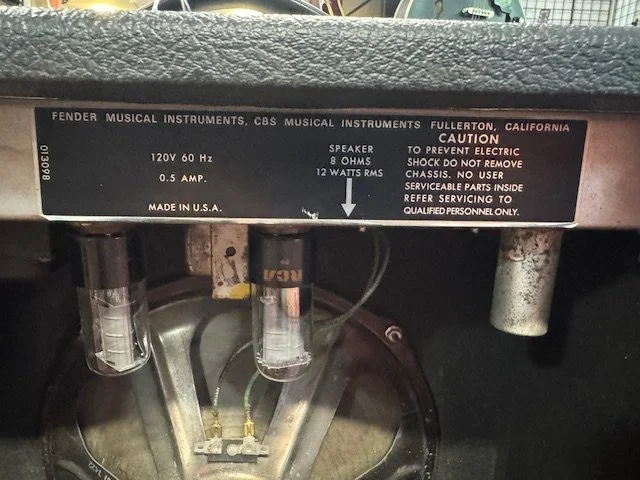 FENDER MUSICAL INSTRUMENTS, CBS MUSICAL INSTRUMENTS FULLERTON, CALIFORNIA
013098
120V 60 Hz
0.5 AMP.
MADE IN U.S.A.
SPEAKER
8 OHMS
12 WATTS RMS
CAUTION
TO PREVENT ELECTRIC
SHOCK DO NOT REMOVE
CHASSIS. NO USER
SERVICEABLE PARTS INSIDE
REFER SERVICING TO
QUALIFIED PERSONNEL ONLY.
RCA